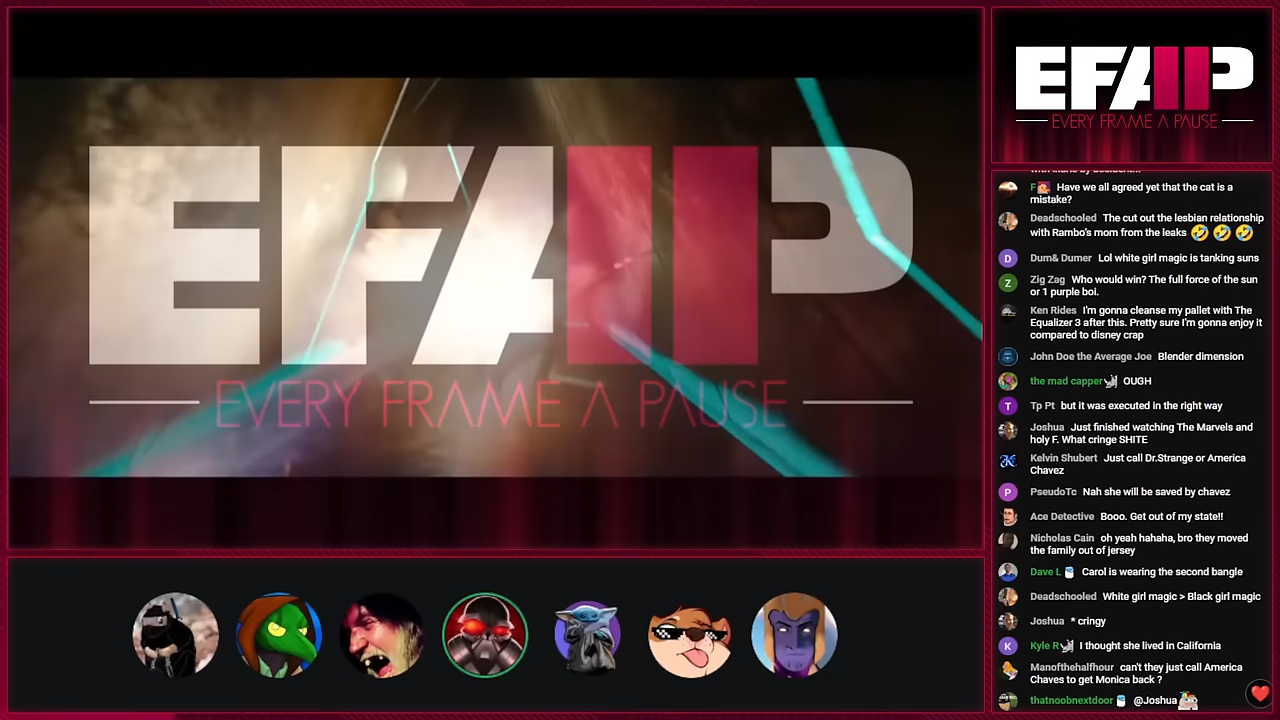 EFAP
EVERY FRAME A PAUSE
EFAP
EVERY FRAME A PAUSE
F Have we all agreed yet that the cat is a
mistake?
Deadschooled The cut out the lesbian relationship
with Rambo's mom from the leaks 🤣 🤣 🤣
D
Dum& Dumer Lol white girl magic is tanking suns
Z
Zig Zag Who would win? The full force of the sun
or 1 purple boi.
Ken Rides I'm gonna cleanse my pallet with The
Equalizer 3 after this. Pretty sure I'm gonna enjoy it
compared to disney crap
John Doe the Average Joe Blender dimension
the mad capper OUGH
T
Tp Pt but it was executed in the right way
Joshua Just finished watching The Marvels and
holy F. What cringe SHITE
Kelvin Shubert Just call Dr.Strange or America
Chavez
P
PseudoTc Nah she will be saved by chavez
Ace Detective Booo. Get out of my state!!
Nicholas Cain oh yeah hahaha, bro they moved
the family out of jersey
Dave L Carol is wearing the second bangle
Deadschooled White girl magic > Black girl magic
Joshua * cringy
K
Kyle R I thought she lived in California
Manofthehalfhour can't they just call America
Chaves to get Monica back ?
thatnoobnextdoor @Joshua